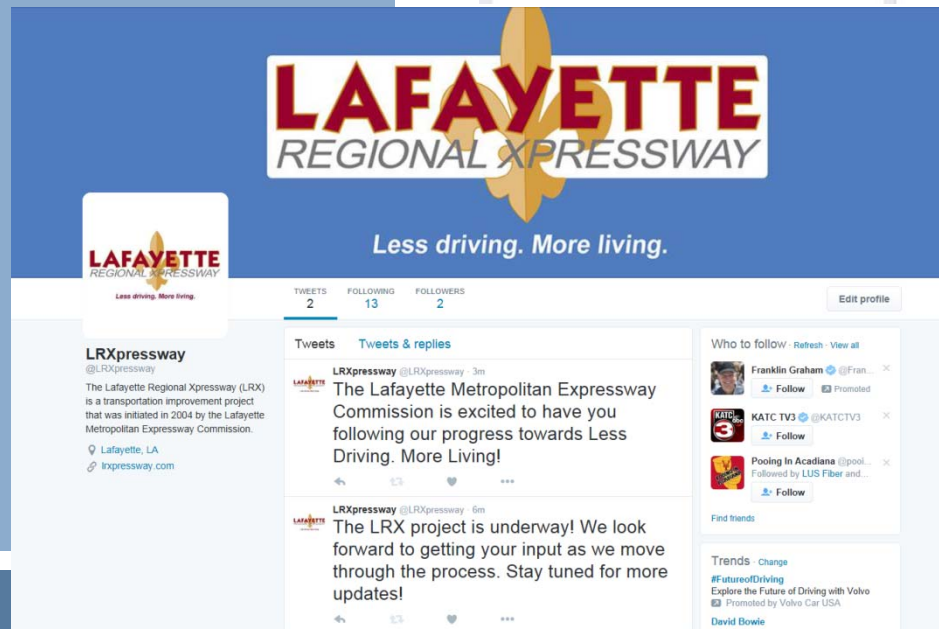 LAFAYETTE
REGIONAL XPRESSWAY
Less driving. More living.
LAFAYETTE
REGIONAL XPRESSWAY
Less driving. More living.
TWEETS
2
FOLLOWING
13
FOLLOWERS
2
Edit profile
LRXpressway
@LRXpressway
The Lafayette Regional Xpressway (LRX)
is a transportation improvement project
that was initiated in 2004 by the Lafayette
Metropolitan Expressway Commission.
Lafayette, LA
lrxpressway.com
Tweets Tweets & replies
LRXpressway @LRXpressway · 3m
LAFAYETTE
The Lafayette Metropolitan Expressway
Commission is excited to have you
following our progress towards Less
Driving. More Living!
LRXpressway @LRXpressway · 6m
LAFAYETTE
The LRX project is underway! We look
forward to getting your input as we move
through the process. Stay tuned for more
updates!
Who to follow · Refresh · View all
Franklin Graham @Fran...
Follow Promoted
KATC
abc
3
KATC TV3 @KATCTV3
Follow
Pooing In Acadiana @pooi...
Followed by LUS Fiber and...
Follow
Find friends
Trends · Change
#FutureofDriving
Explore the Future of Driving with Volvo
Promoted by Volvo Car USA
David Bowie